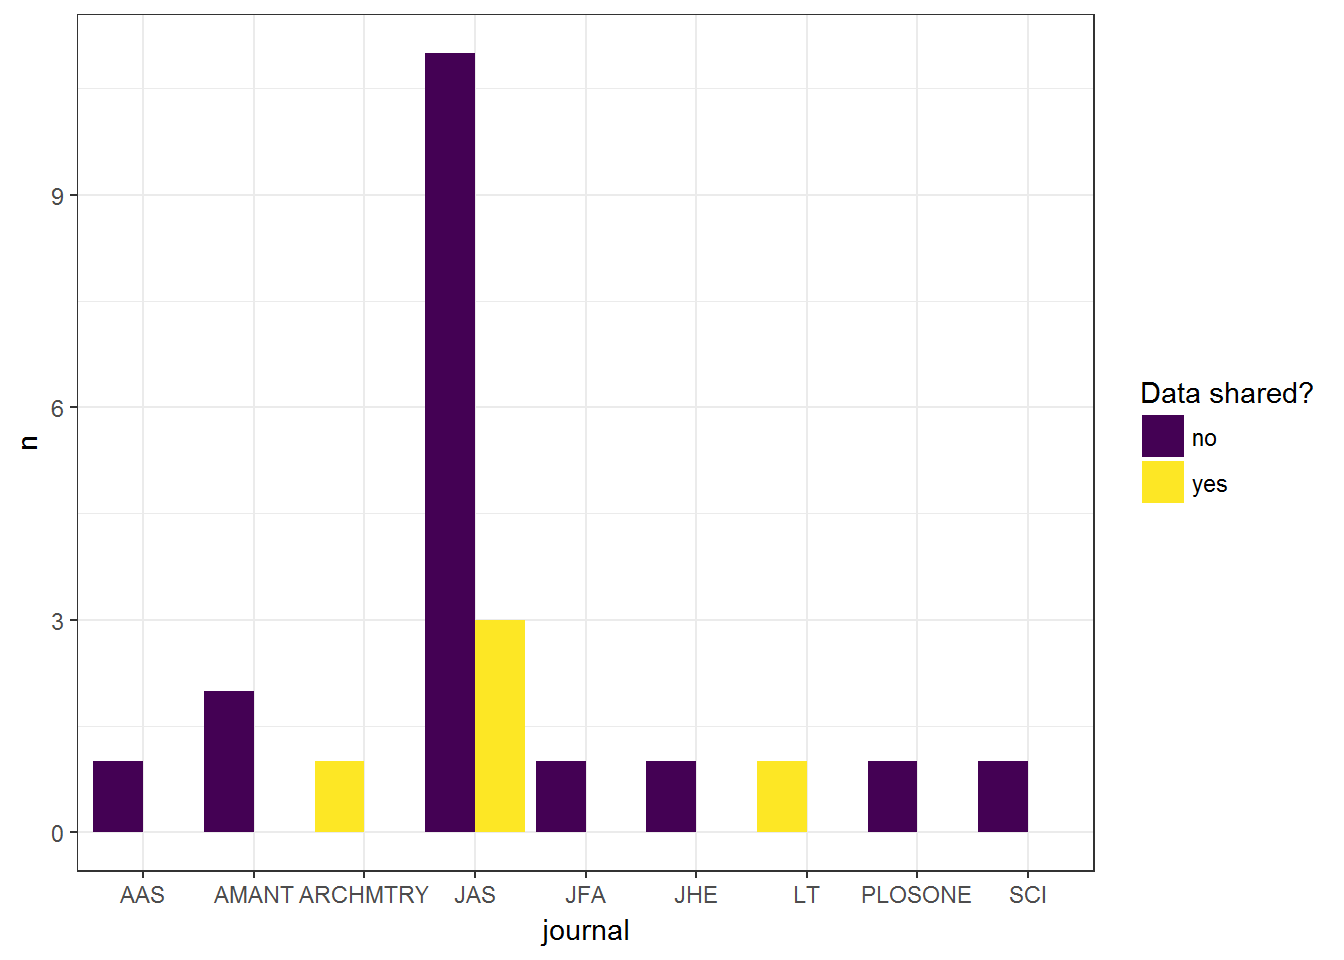 n
9
6
3
0
AAS AMANT ARCHMTRY JAS JFA JHE LT PLOSONE SCI
journal
Data shared?
no
yes